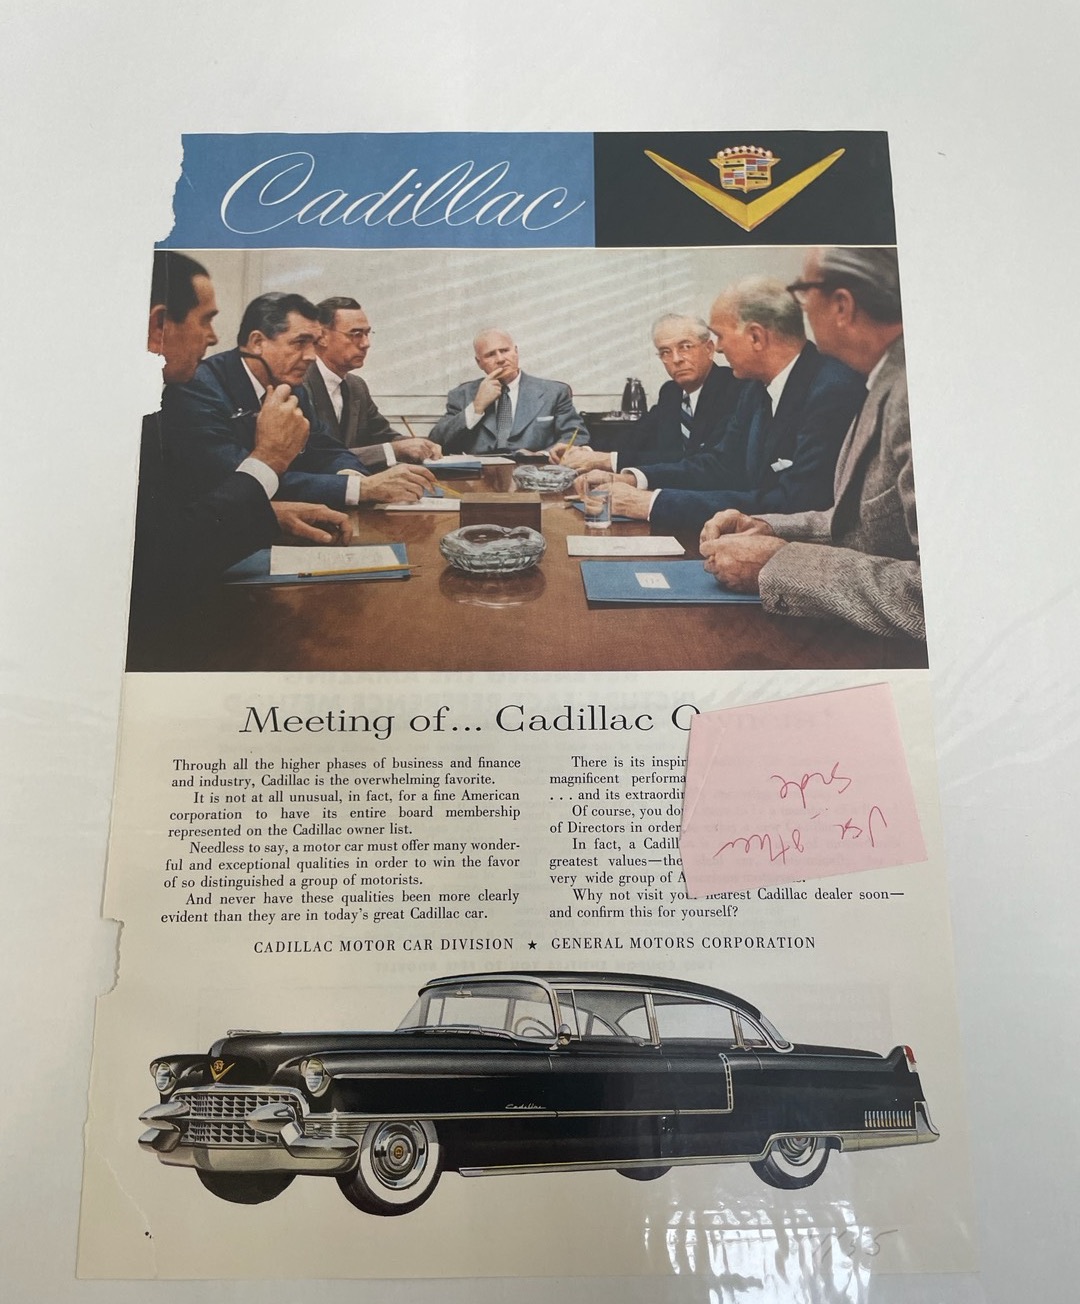 Cadillac
Meeting of... Cadillac
Through all the higher phases of business and finance
and industry, Cadillac is the overwhelming favorite.
It is not at all unusual, in fact, for a fine American
corporation to have its entire board membership
represented on the Cadillac owner list.
Needless to say, a motor car must offer many wonder-
ful and exceptional qualities in order to win the favor
of so distinguished a group of motorists.
And never have these qualities been more clearly
evident than they are in today's great Cadillac car.
There is its inspir
magnificent performa
. . . and its extraordin
Of course, you do
of Directors in order
In fact, a Cadill
greatest values—the
very wide group of A
Why not visit your nearest Cadillac dealer soon—
and confirm this for yourself?
Use other
side
CADILLAC MOTOR CAR DIVISION ★ GENERAL MOTORS CORPORATION
Cadillac